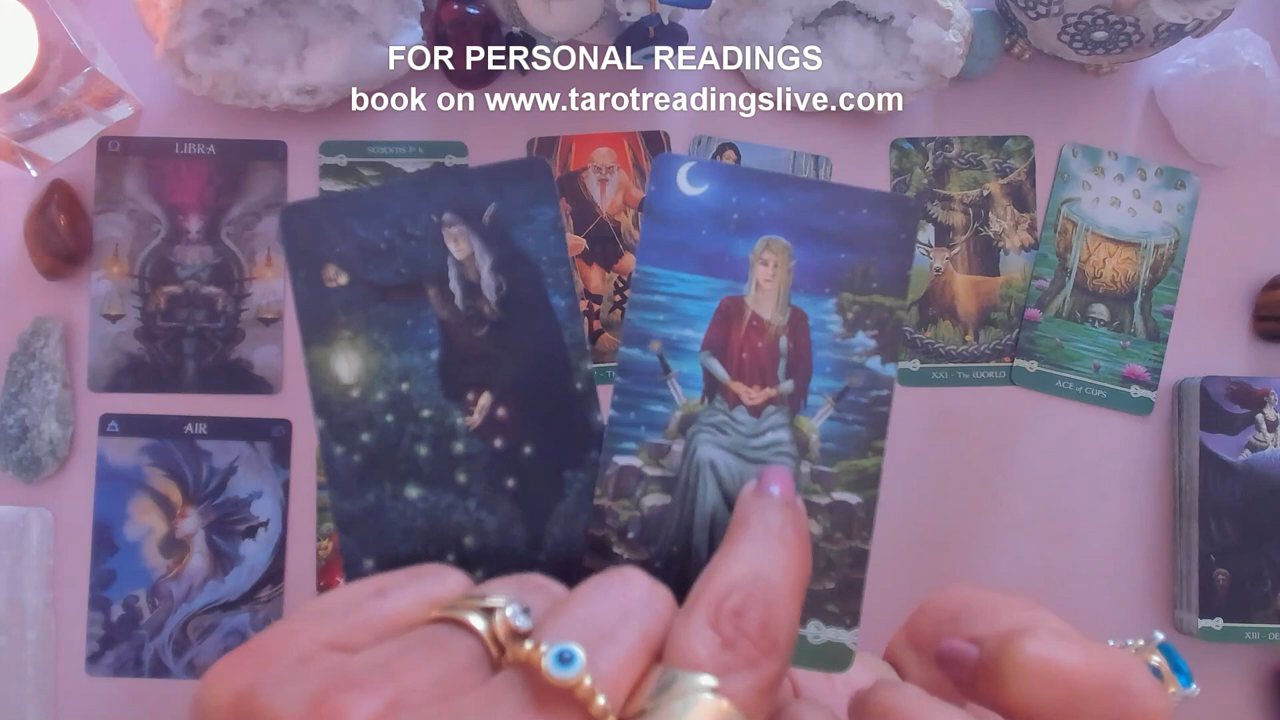 FOR PERSONAL READINGS
book on www.tarotreadingslive.com
LIBRA
AIR
XXI - The WORLD
ACE of CUPS